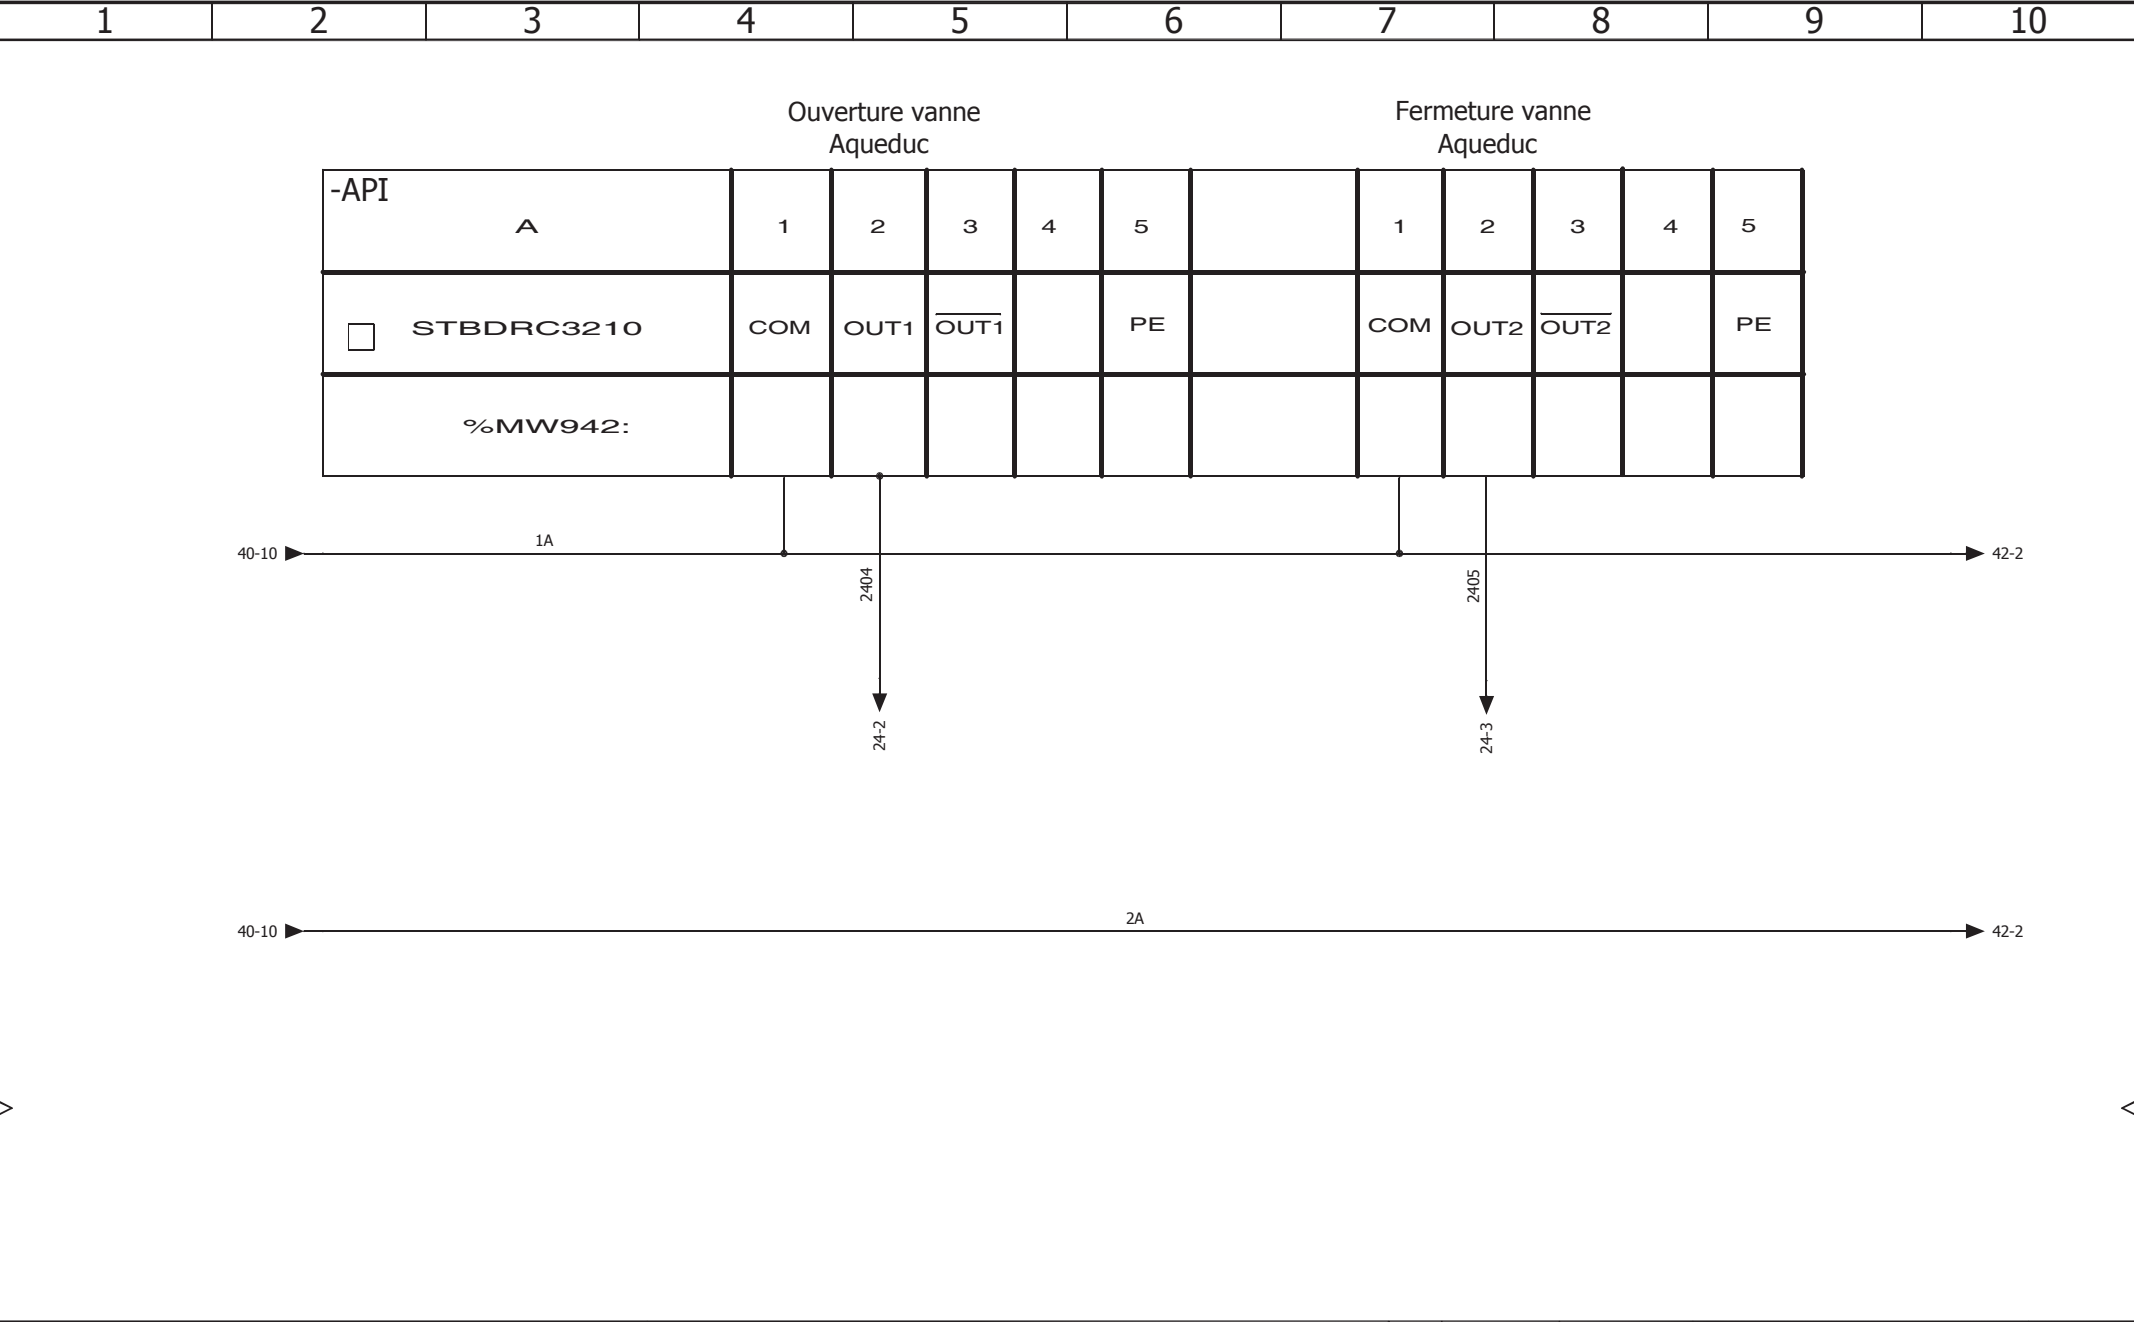 1 2 3 4 5 6 7 8 9 10
Ouverture vanne
Aqueduc
Fermeture vanne
Aqueduc
-API
A 1 2 3 4 5 1 2 3 4 5
STBDRC3210 COM OUT1 OUT1 PE COM OUT2 OUT2 PE
%MW942:
40-10 1A 42-2
2404
2405
24-2
24-3
40-10 2A 42-2